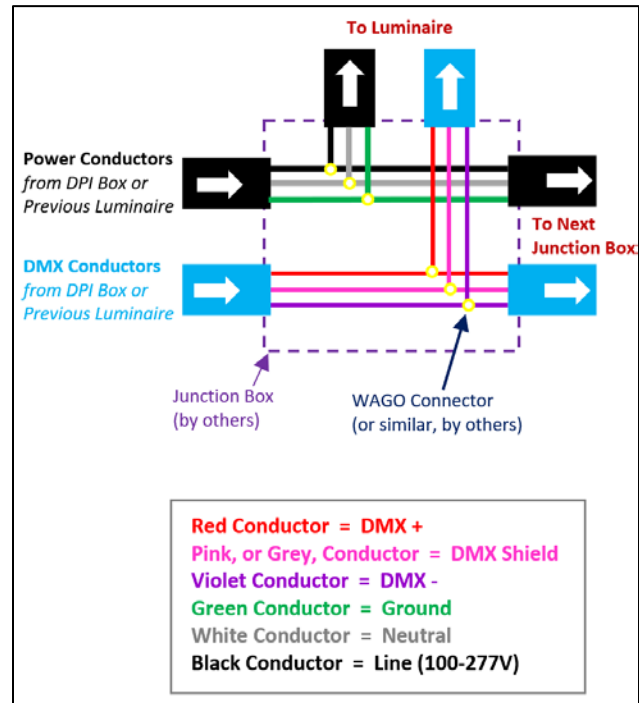 To Luminaire
Power Conductors
from DPI Box or
Previous Luminaire
To Next
Junction Box
DMX Conductors
from DPI Box or
Previous Luminaire
Junction Box
(by others)
WAGO Connector
(or similar, by others)
Red Conductor = DMX +
Pink, or Grey, Conductor = DMX Shield
Violet Conductor = DMX -
Green Conductor = Ground
White Conductor = Neutral
Black Conductor = Line (100-277V)